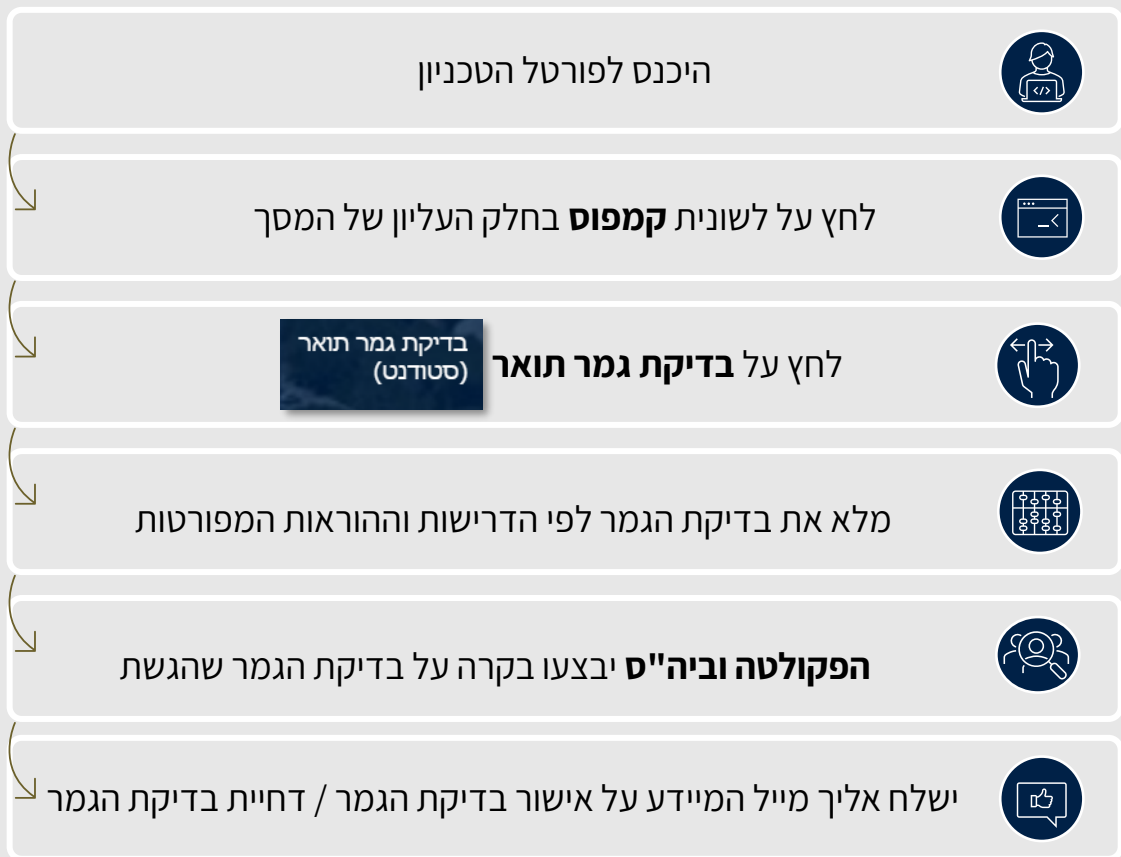 היכנס לפורטל הטכניון
לחץ על לשונית קמפוס בחלק העליון של המסך
לחץ על בדיקת גמר תואר
בדיקת גמר תואר
(סטודנט)
מלא את בדיקת הגמר לפי הדרישות וההוראות המפורטות
הפקולטה וביה"ס יבצעו בקרה על בדיקת הגמר שהגשת
ישלח אליך מייל המיידע על אישור בדיקת הגמר / דחיית בדיקת הגמר